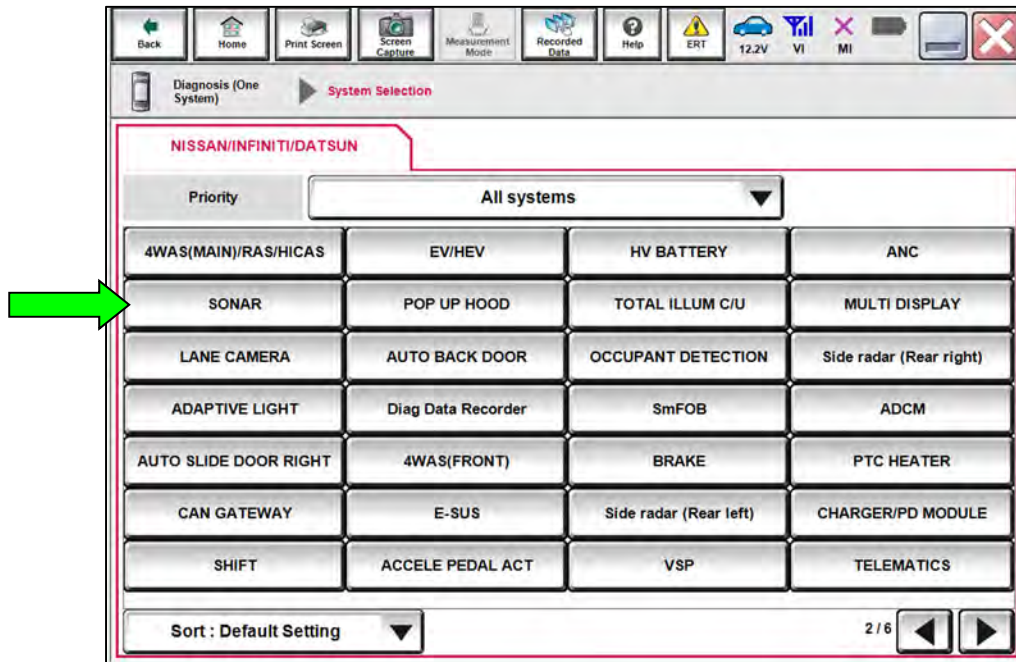 Back
Home
Print Screen
Screen Capture
Measurement Mode
Recorded Data
Help
ERT
12.2V
VI
MI
Diagnosis (One System)
System Selection
NISSAN/INFINITI/DATSUN
Priority
All systems
4WAS(MAIN)/RAS/HICAS
EV/HEV
HV BATTERY
ANC
SONAR
POP UP HOOD
TOTAL ILLUM C/U
MULTI DISPLAY
LANE CAMERA
AUTO BACK DOOR
OCCUPANT DETECTION
Side radar (Rear right)
ADAPTIVE LIGHT
Diag Data Recorder
SmFOB
ADCM
AUTO SLIDE DOOR RIGHT
4WAS(FRONT)
BRAKE
PTC HEATER
CAN GATEWAY
E-SUS
Side radar (Rear left)
CHARGER/PD MODULE
SHIFT
ACCELE PEDAL ACT
VSP
TELEMATICS
Sort : Default Setting
2/6